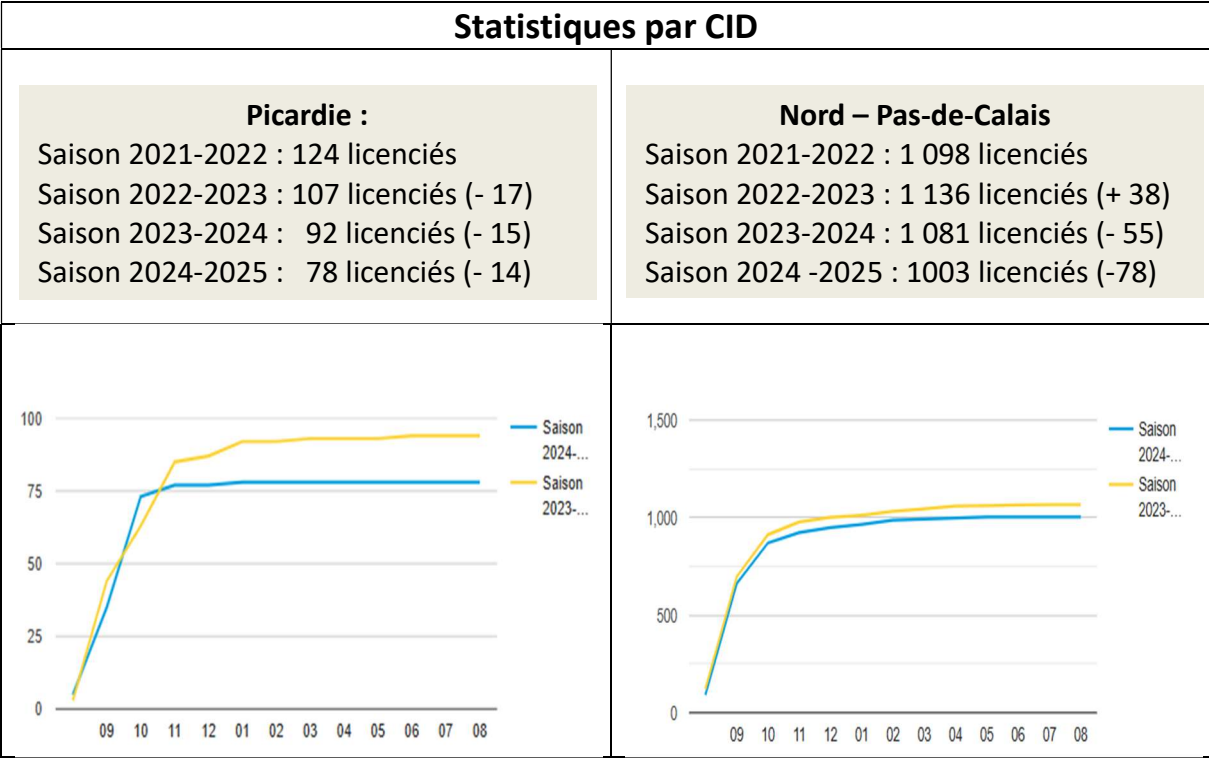 Statistiques par CID
Picardie :
Saison 2021-2022 : 124 licenciés
Saison 2022-2023 : 107 licenciés (- 17)
Saison 2023-2024 : 92 licenciés (- 15)
Saison 2024-2025 : 78 licenciés (- 14)
Nord – Pas-de-Calais
Saison 2021-2022 : 1 098 licenciés
Saison 2022-2023 : 1 136 licenciés (+ 38)
Saison 2023-2024 : 1 081 licenciés (- 55)
Saison 2024 -2025 : 1003 licenciés (-78)
100
75
50
25
0
09 10 11 12 01 02 03 04 05 06 07 08
Saison
2024-...
Saison
2023-...
1,500
1,000
500
0
09 10 11 12 01 02 03 04 05 06 07 08
Saison
2024-...
Saison
2023-...